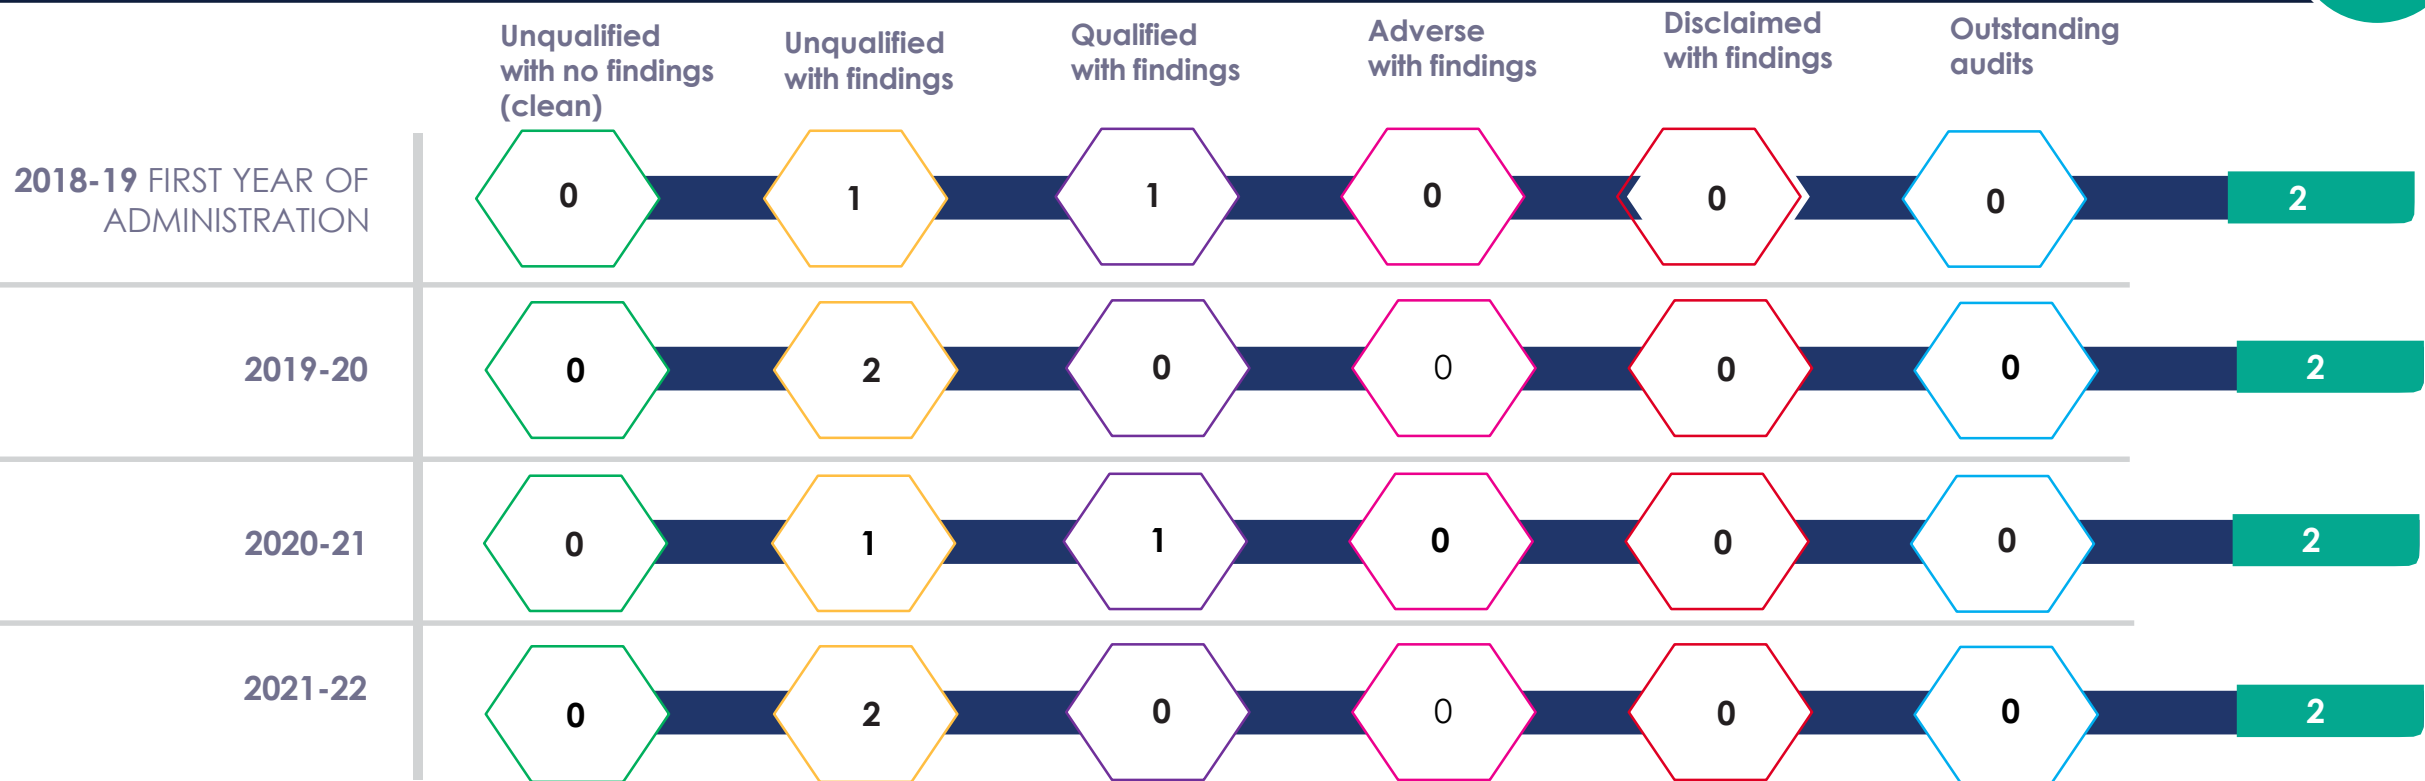 Unqualified
with no findings
(clean)
Unqualified
with findings
Qualified
with findings
Adverse
with findings
Disclaimed
with findings
Outstanding
audits
2018-19 FIRST YEAR OF
ADMINISTRATION
0 1 1 0 0 0 2
2019-20
0 2 0 0 0 0 2
2020-21
0 1 1 0 0 0 2
2021-22
0 2 0 0 0 0 2